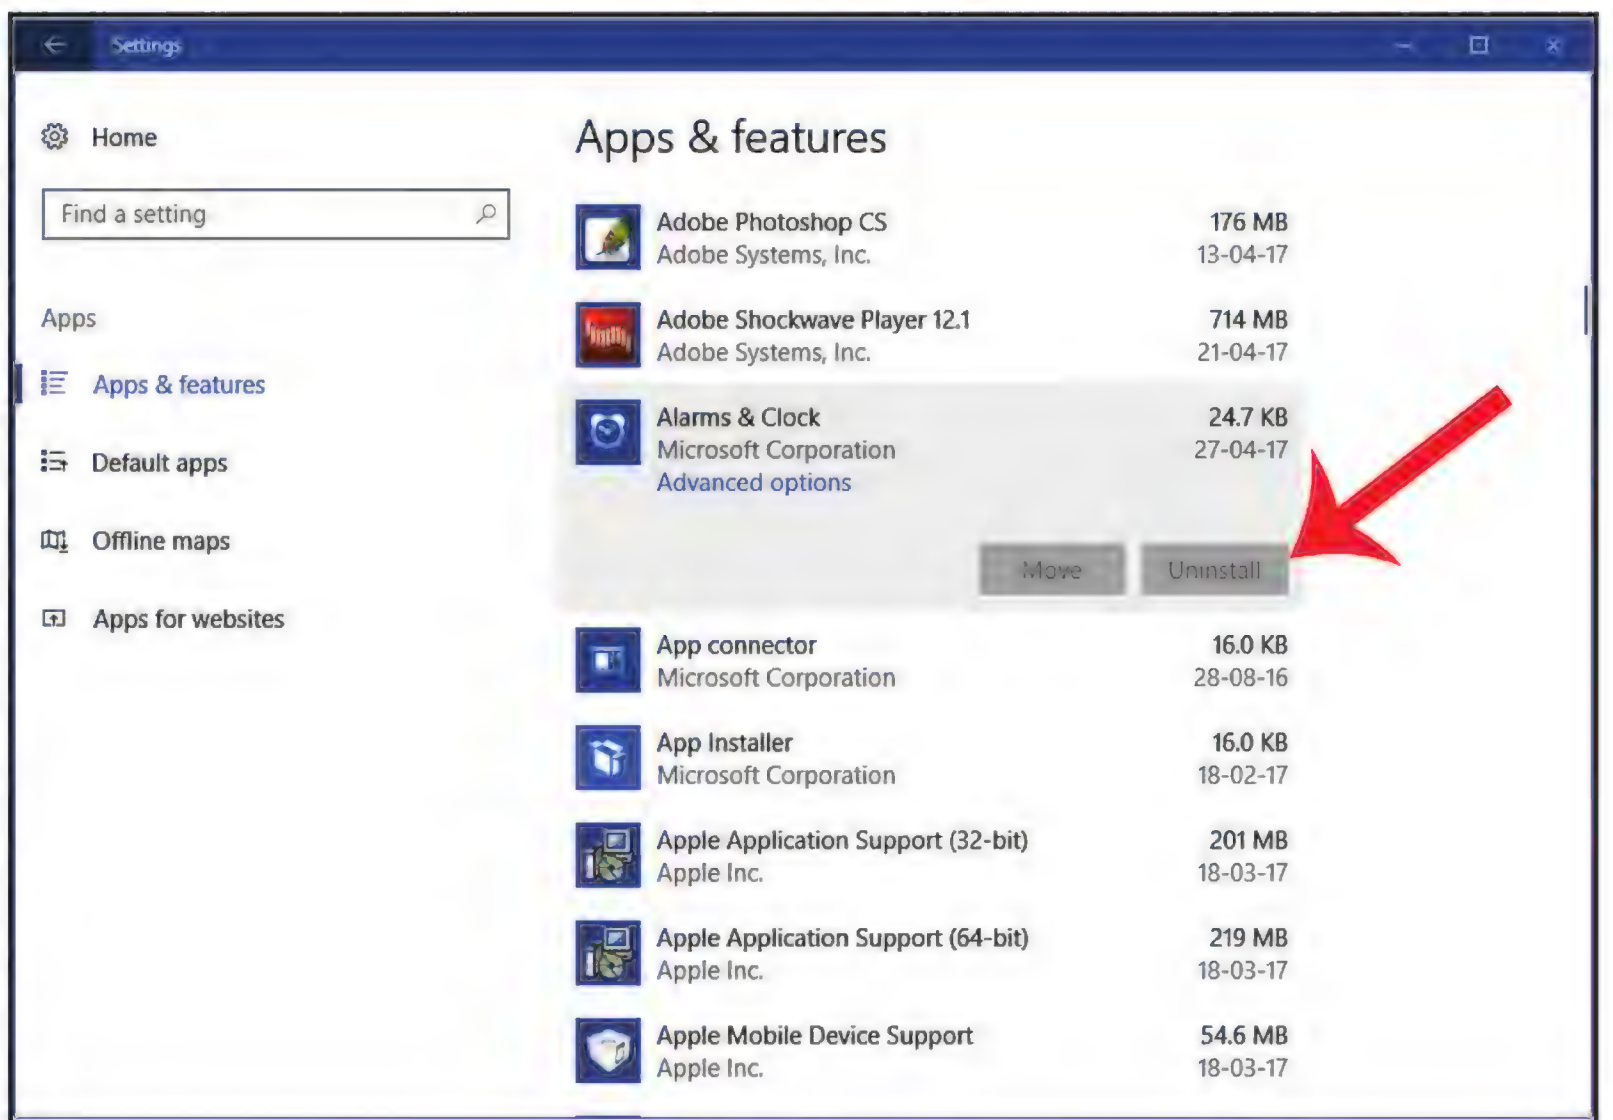 Settings
Home
Find a setting
Apps
Apps & features
Default apps
Offline maps
Apps for websites
Apps & features
Adobe Photoshop CS 176 MB
Adobe Systems, Inc. 13-04-17
Adobe Shockwave Player 12.1 714 MB
Adobe Systems, Inc. 21-04-17
Alarms & Clock 24.7 KB
Microsoft Corporation 27-04-17
Advanced options
Move Uninstall
App connector 16.0 KB
Microsoft Corporation 28-08-16
App Installer 16.0 KB
Microsoft Corporation 18-02-17
Apple Application Support (32-bit) 201 MB
Apple Inc. 18-03-17
Apple Application Support (64-bit) 219 MB
Apple Inc. 18-03-17
Apple Mobile Device Support 54.6 MB
Apple Inc. 18-03-17